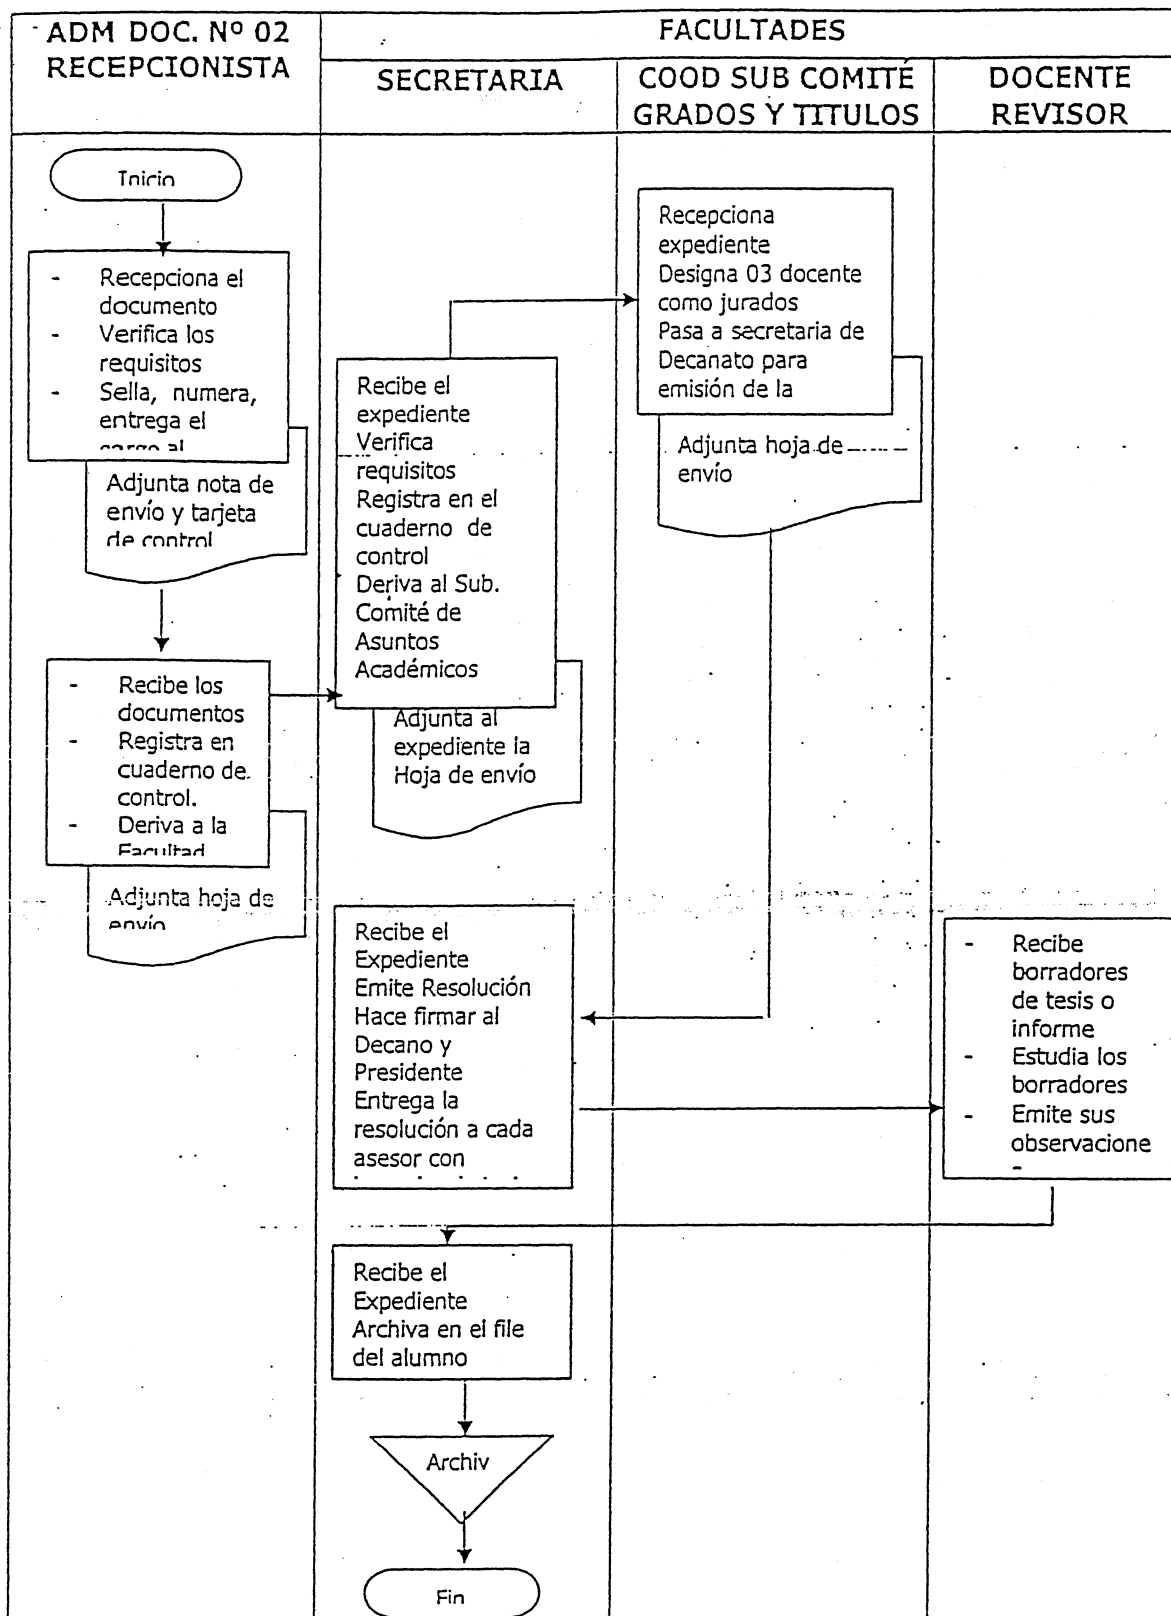 ADM DOC. Nº 02
RECEPCIONISTA
FACULTADES
SECRETARIA
COOD SUB COMITÉ
GRADOS Y TITULOS
DOCENTE
REVISOR
Inicio
- Recepciona el
documento
- Verifica los
requisitos
- Sella, numera,
entrega el
cargo al
Adjunta nota de
envío y tarjeta
de control
- Recibe los
documentos
- Registra en
cuaderno de
control.
- Deriva a la
Facultad
Adjunta hoja de
envío
Recibe el
expediente
Verifica
requisitos
Registra en el
cuaderno de
control
Deriva al Sub.
Comité de
Asuntos
Académicos
Adjunta al
expediente la
Hoja de envío
Recepciona
expediente
Designa 03 docente
como jurados
Pasa a secretaria de
Decanato para
emisión de la
Adjunta hoja de
envío
Recibe el
Expediente
Emite Resolución
Hace firmar al
Decano y
Presidente
Entrega la
resolución a cada
asesor con
- Recibe
borradores
de tesis o
informe
- Estudia los
borradores
- Emite sus
observacione
-
Recibe el
Expediente
Archiva en el file
del alumno
Archiv
Fin